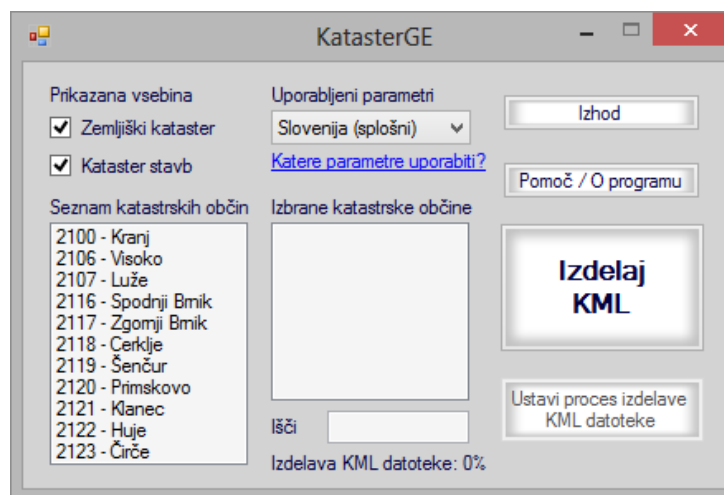 KatasterGE
Prikazana vsebina
Zemljiški kataster
Kataster stavb
Uporabljeni parametri
Slovenija (splošni)
Katere parametre uporabiti?
Izhod
Pomoč / O programu
Seznam katastrskih občin
2100 - Kranj
2106 - Visoko
2107 - Luže
2116 - Spodnji Brnik
2117 - Zgornji Brnik
2118 - Cerklje
2119 - Šenčur
2120 - Primskovo
2121 - Klanec
2122 - Huje
2123 - Čirče
Izbrane katastrske občine
Išči
Izdelava KML datoteke: 0%
Izdelaj
KML
Ustavi proces izdelave
KML datoteke